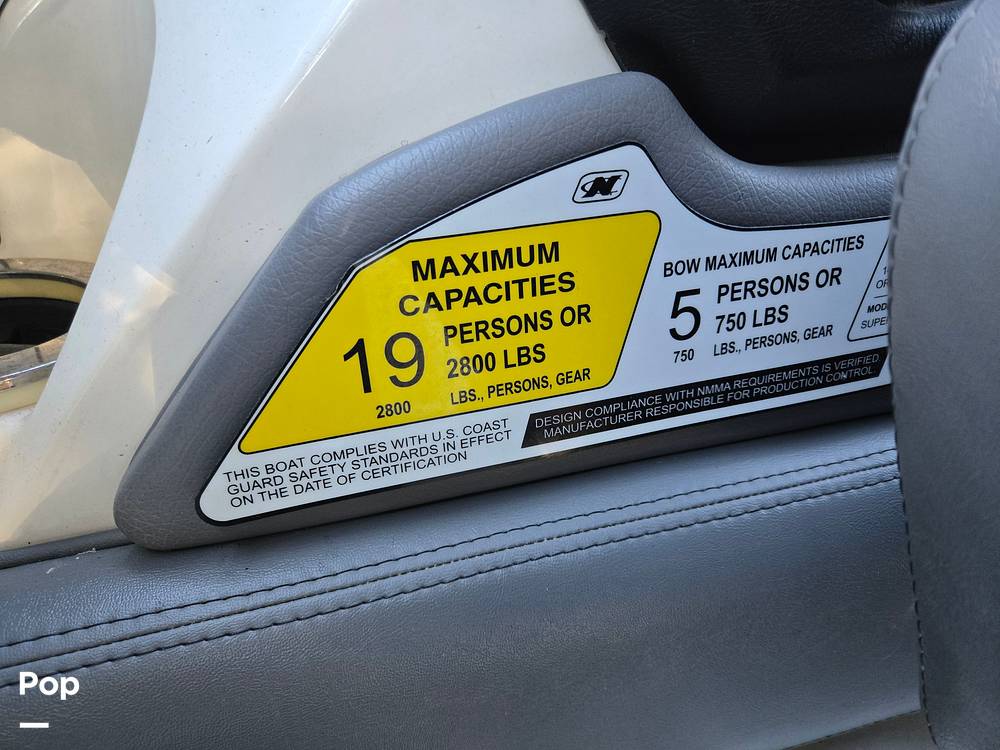 MAXIMUM
CAPACITIES
19 PERSONS OR
2800 LBS
2800 LBS., PERSONS, GEAR
THIS BOAT COMPLIES WITH U.S. COAST
GUARD SAFETY STANDARDS IN EFFECT
ON THE DATE OF CERTIFICATION
N
BOW MAXIMUM CAPACITIES
5 PERSONS OR
750 LBS
750 LBS., PERSONS, GEAR
DESIGN COMPLIANCE WITH NMMA REQUIREMENTS IS VERIFIED.
MANUFACTURER RESPONSIBLE FOR PRODUCTION CONTROL.
Pop